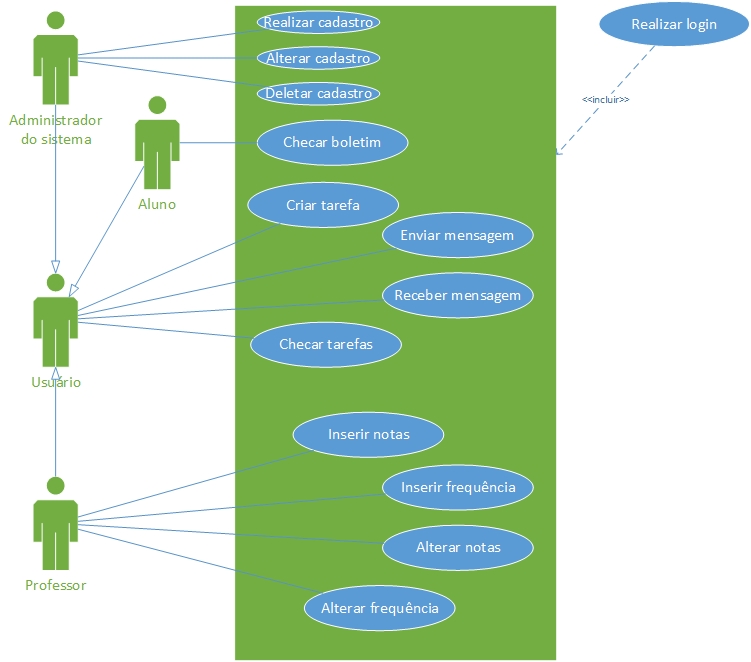 Realizar cadastro
Alterar cadastro
Deletar cadastro
Realizar login
<<incluir>>
Administrador
do sistema
Checar boletim
Aluno
Criar tarefa
Enviar mensagem
Receber mensagem
Checar tarefas
Usuário
Inserir notas
Inserir frequência
Alterar notas
Professor
Alterar frequência